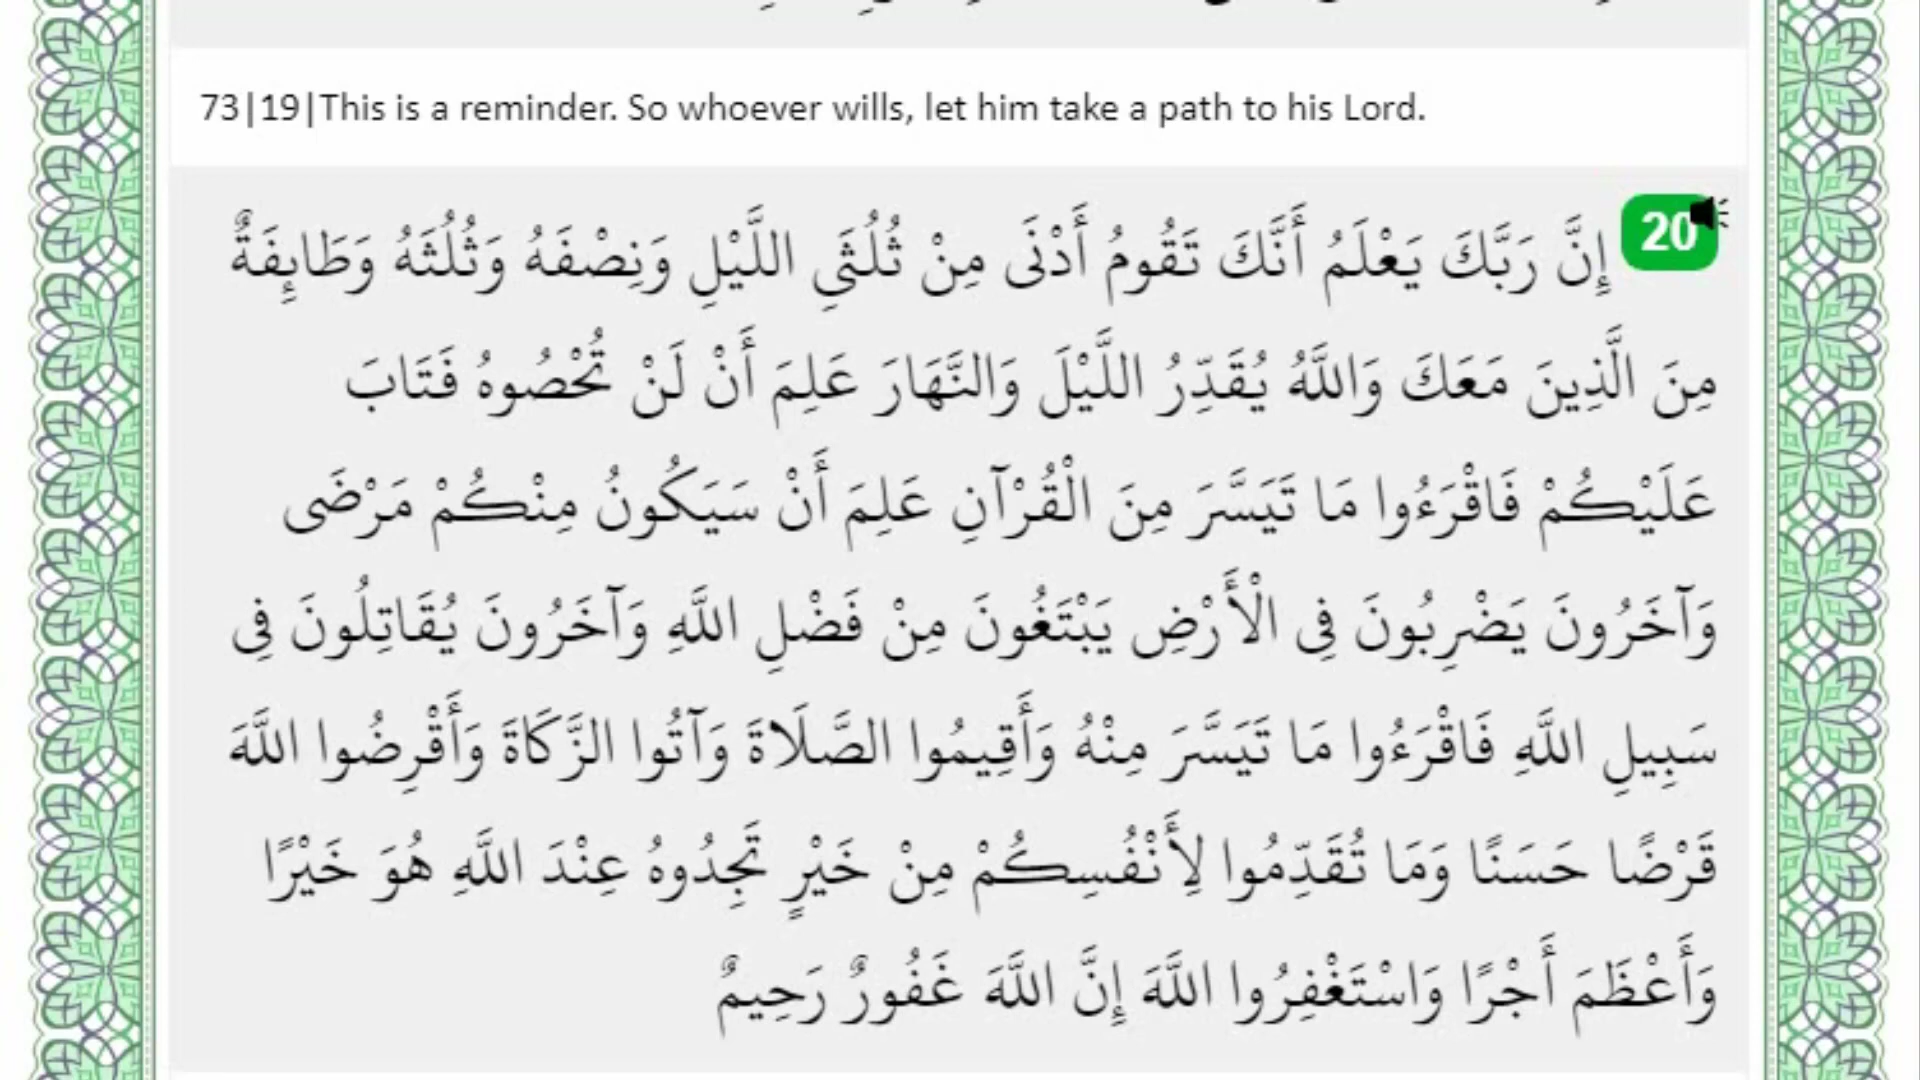 73|19|This is a reminder. So whoever wills, let him take a path to his Lord.
20 إِنَّ رَبَّكَ يَعْلَمُ أَنَّكَ تَقُومُ أَدْنَى مِنْ ثُلُثَيِ اللَّيْلِ وَنِصْفَهُ وَثُلُثَهُ وَطَائِفَةٌ
مِنَ الَّذِينَ مَعَكَ وَاللَّهُ يُقَدِّرُ اللَّيْلَ وَالنَّهَارَ عَلِمَ أَنْ لَنْ تُحْصُوهُ فَتَابَ
عَلَيْكُمْ فَاقْرَءُوا مَا تَيَسَّرَ مِنَ الْقُرْآنِ عَلِمَ أَنْ سَيَكُونُ مِنْكُمْ مَرْضَى
وَآخَرُونَ يَضْرِبُونَ فِي الْأَرْضِ يَبْتَغُونَ مِنْ فَضْلِ اللَّهِ وَآخَرُونَ يُقَاتِلُونَ فِي
سَبِيلِ اللَّهِ فَاقْرَءُوا مَا تَيَسَّرَ مِنْهُ وَأَقِيمُوا الصَّلَاةَ وَآتُوا الزَّكَاةَ وَأَقْرِضُوا اللَّهَ
قَرْضًا حَسَنًا وَمَا تُقَدِّمُوا لِأَنْفُسِكُمْ مِنْ خَيْرٍ تَجِدُوهُ عِنْدَ اللَّهِ هُوَ خَيْرًا
وَأَعْظَمَ أَجْرًا وَاسْتَغْفِرُوا اللَّهَ إِنَّ اللَّهَ غَفُورٌ رَحِيمٌ